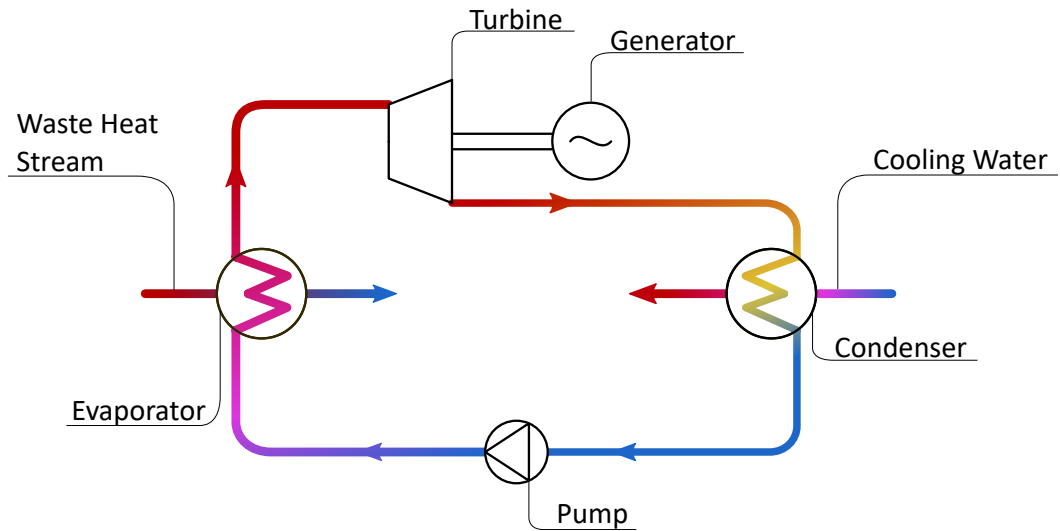 Turbine
Generator
Waste Heat
Stream
Cooling Water
Condenser
Evaporator
Pump